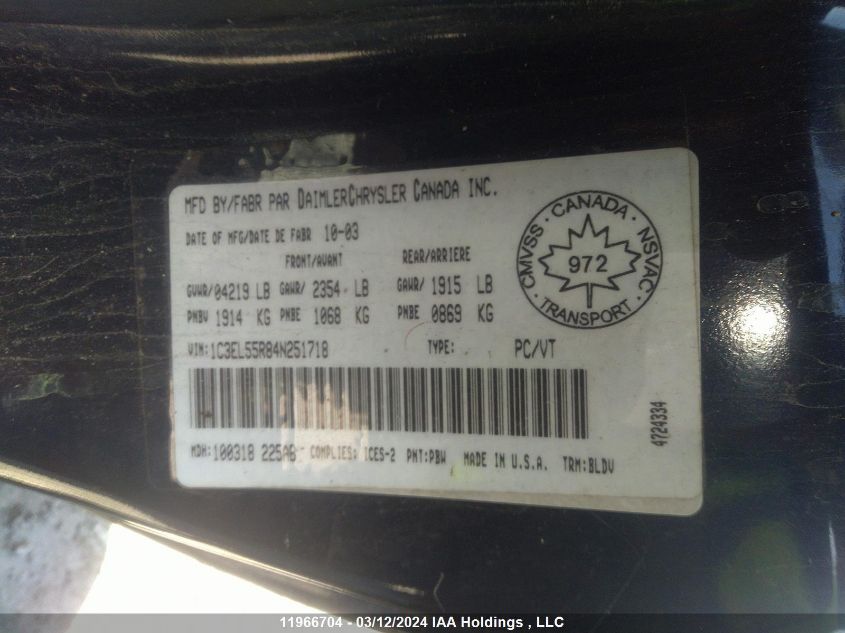 MFD BY/FABR PAR DAIMLERCHRYSLER CANADA INC.
DATE OF MFG/DATE DE FABR 10-03
FRONT/AVANT REAR/ARRIERE
GVWR/04219 LB GAWR/ 2354 LB GAWR/ 1915 LB
PNBV 1914 KG PNBE 1068 KG PNBE 0869 KG
VIN:1C3EL55R84N251718 TYPE: PC/VT
CMVSS · CANADA · NSVAC · TRANSPORT ·
972
4724334
MDH:100318 225AB COMPLIES: ICES-2 PNT:PBW MADE IN U.S.A. TRM:BLDV
11966704 - 03/12/2024 IAA Holdings , LLC